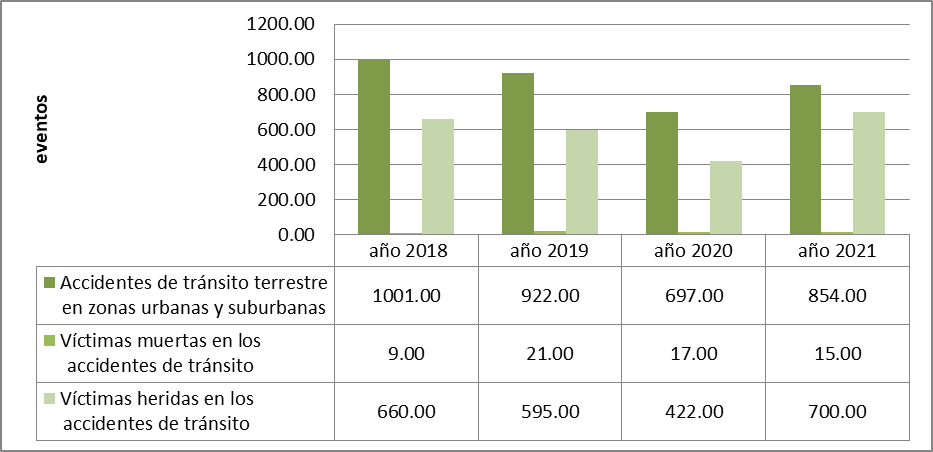 1200.00
1000.00
800.00
600.00
400.00
200.00
0.00
eventos
año 2018 año 2019 año 2020 año 2021
Accidentes de tránsito terrestre
en zonas urbanas y suburbanas
1001.00 922.00 697.00 854.00
Víctimas muertas en los
accidentes de tránsito
9.00 21.00 17.00 15.00
Víctimas heridas en los
accidentes de tránsito
660.00 595.00 422.00 700.00